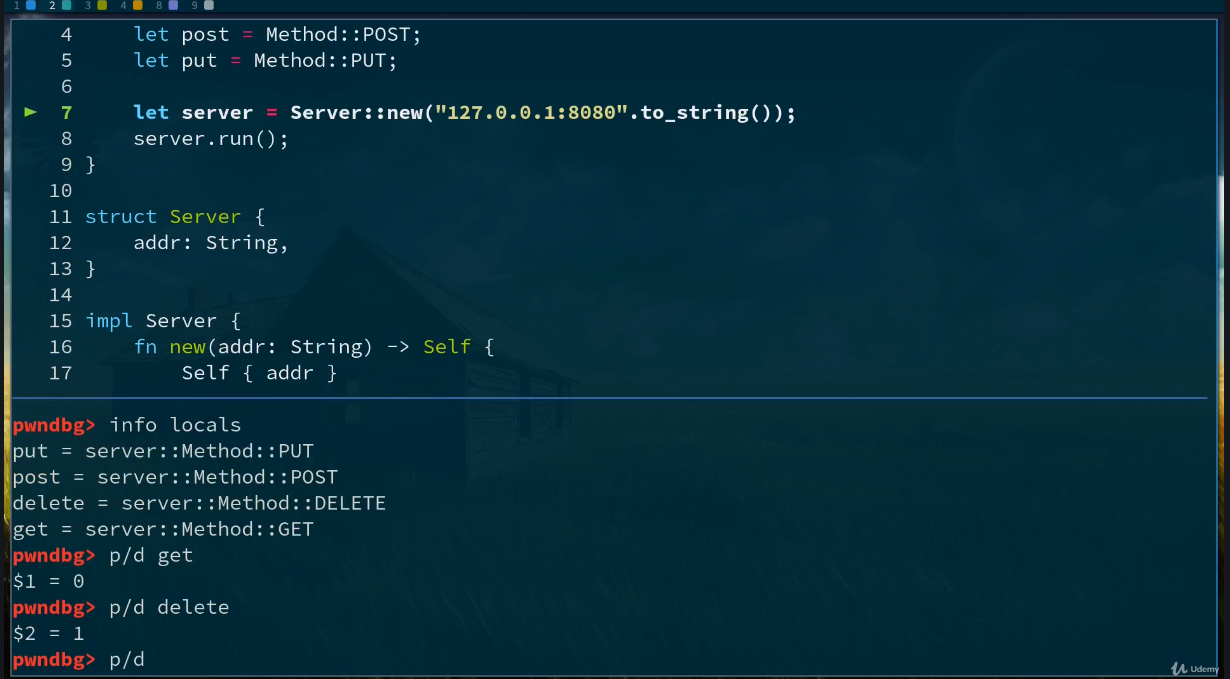 1 2 3 4 8 9
4 let post = Method::POST;
5 let put = Method::PUT;
6
► 7 let server = Server::new("127.0.0.1:8080".to_string());
8 server.run();
9 }
10
11 struct Server {
12 addr: String,
13 }
14
15 impl Server {
16 fn new(addr: String) -> Self {
17 Self { addr }
pwndbg> info locals
put = server::Method::PUT
post = server::Method::POST
delete = server::Method::DELETE
get = server::Method::GET
pwndbg> p/d get
$1 = 0
pwndbg> p/d delete
$2 = 1
pwndbg> p/d
Udemy